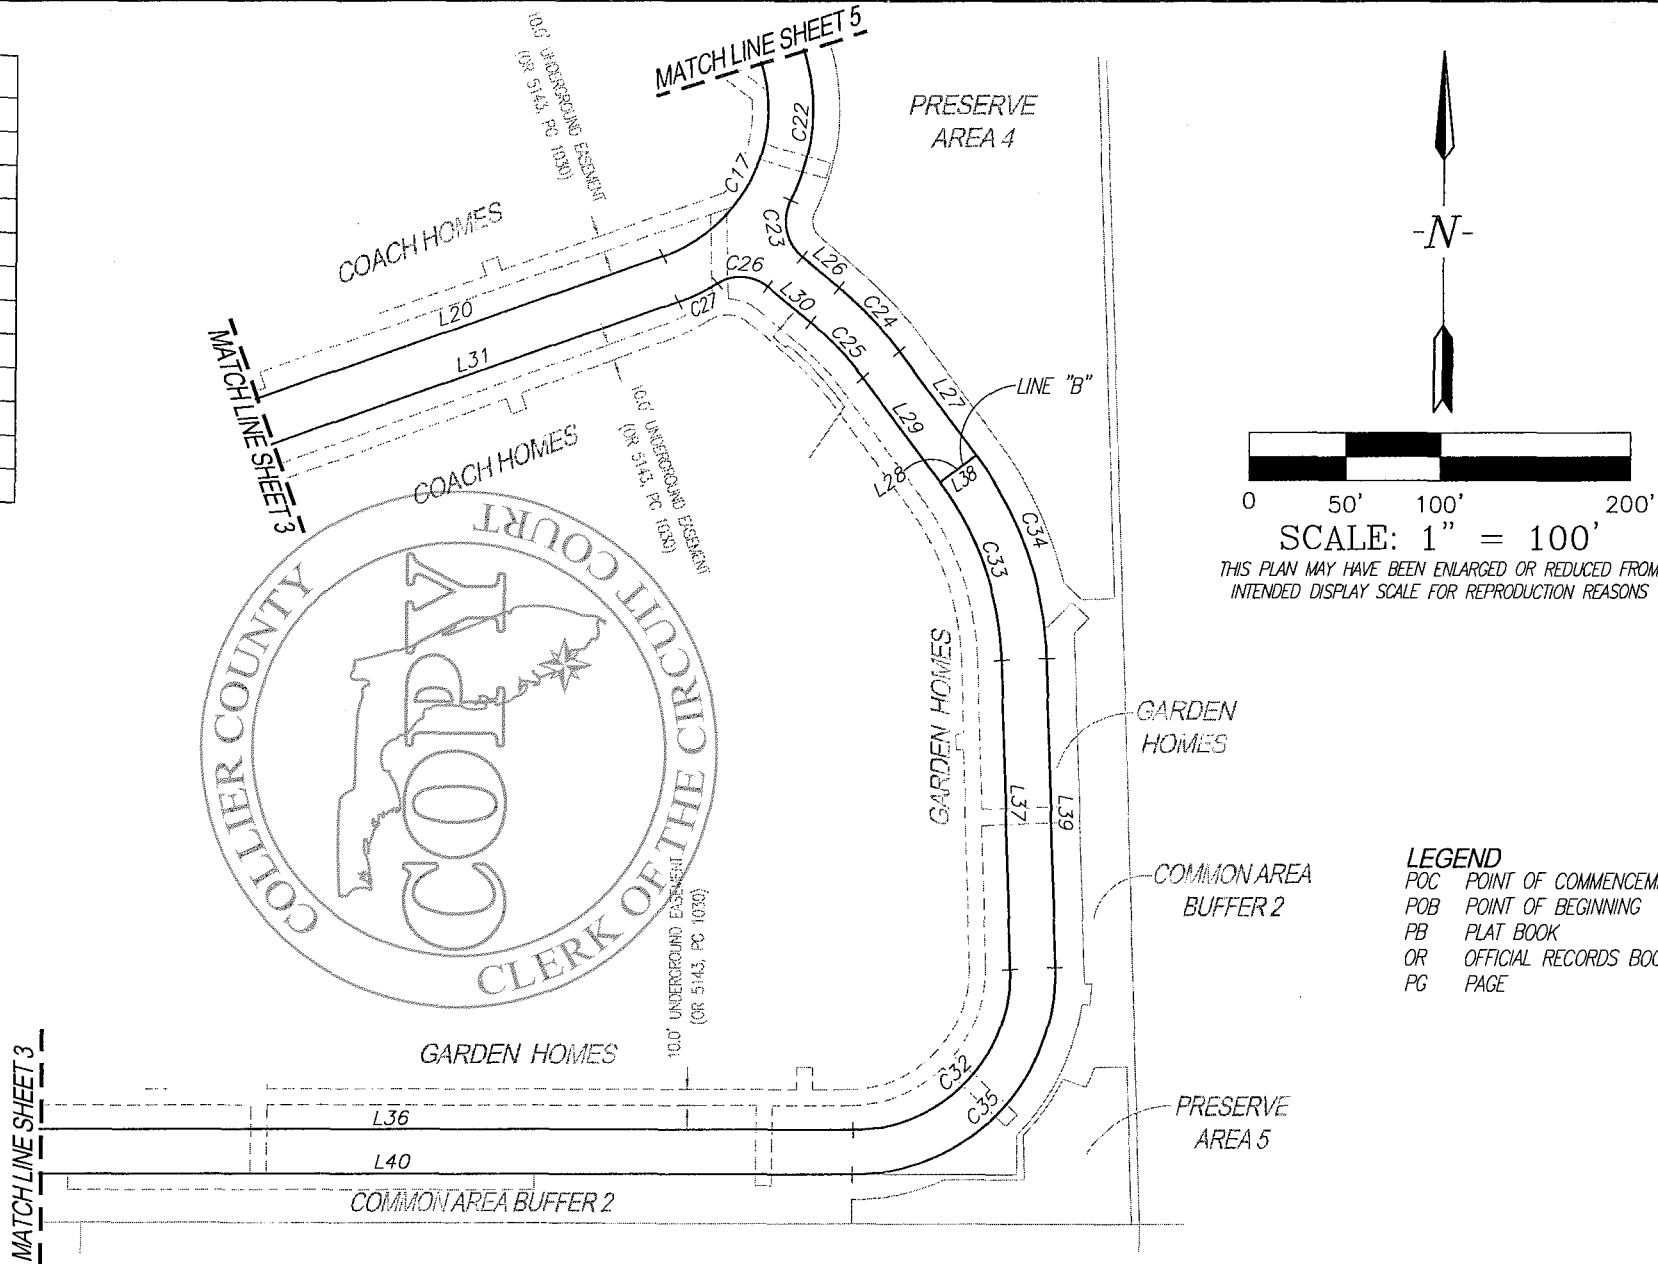 MATCH LINE SHEET 5
10.0' UNDERGROUND EASEMENT
(OR 5143, PG 1030)
PRESERVE
AREA 4
C22
C17
COACH HOMES
C23
-N-
L26
C26
L30
C24
C27
L20
C25
L31
MATCH LINE SHEET 3
L27
LINE "B"
L29
10.0' UNDERGROUND EASEMENT
(OR 5143, PG 1030)
COACH HOMES
L28
L38
0 50' 100' 200'
SCALE: 1" = 100'
THIS PLAN MAY HAVE BEEN ENLARGED OR REDUCED FROM
INTENDED DISPLAY SCALE FOR REPRODUCTION REASONS
C34
C33
COLLIER COUNTY
CLERK OF THE CIRCUIT COURT
COPY
GARDEN HOMES
GARDEN
HOMES
L37
L39
COMMON AREA
BUFFER 2
LEGEND
POC POINT OF
POB POINT OF BEGINNING
PB PLAT BOOK
OR OFFICIAL RECORDS
PG PAGE
10.0' UNDERGROUND EASEMENT
(OR 5143, PG 1030)
MATCH LINE SHEET 3
GARDEN HOMES
C32
C35
L36
PRESERVE
AREA 5
L40
COMMON AREA BUFFER 2